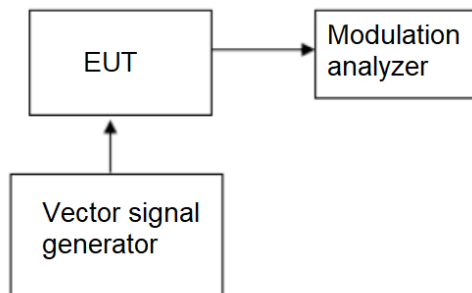 EUT
Modulation
analyzer
Vector signal
generator